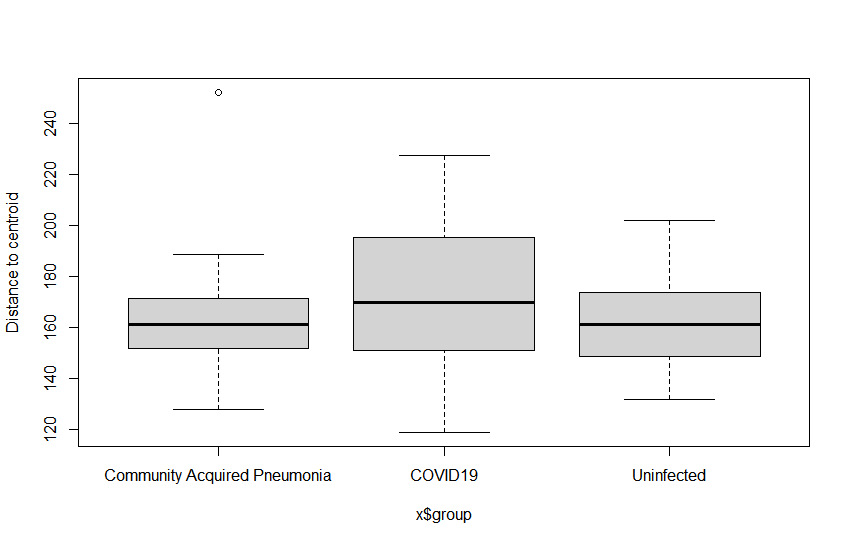 Distance to centroid
240
220
200
180
160
140
120
Community Acquired Pneumonia
COVID19
Uninfected
x$group